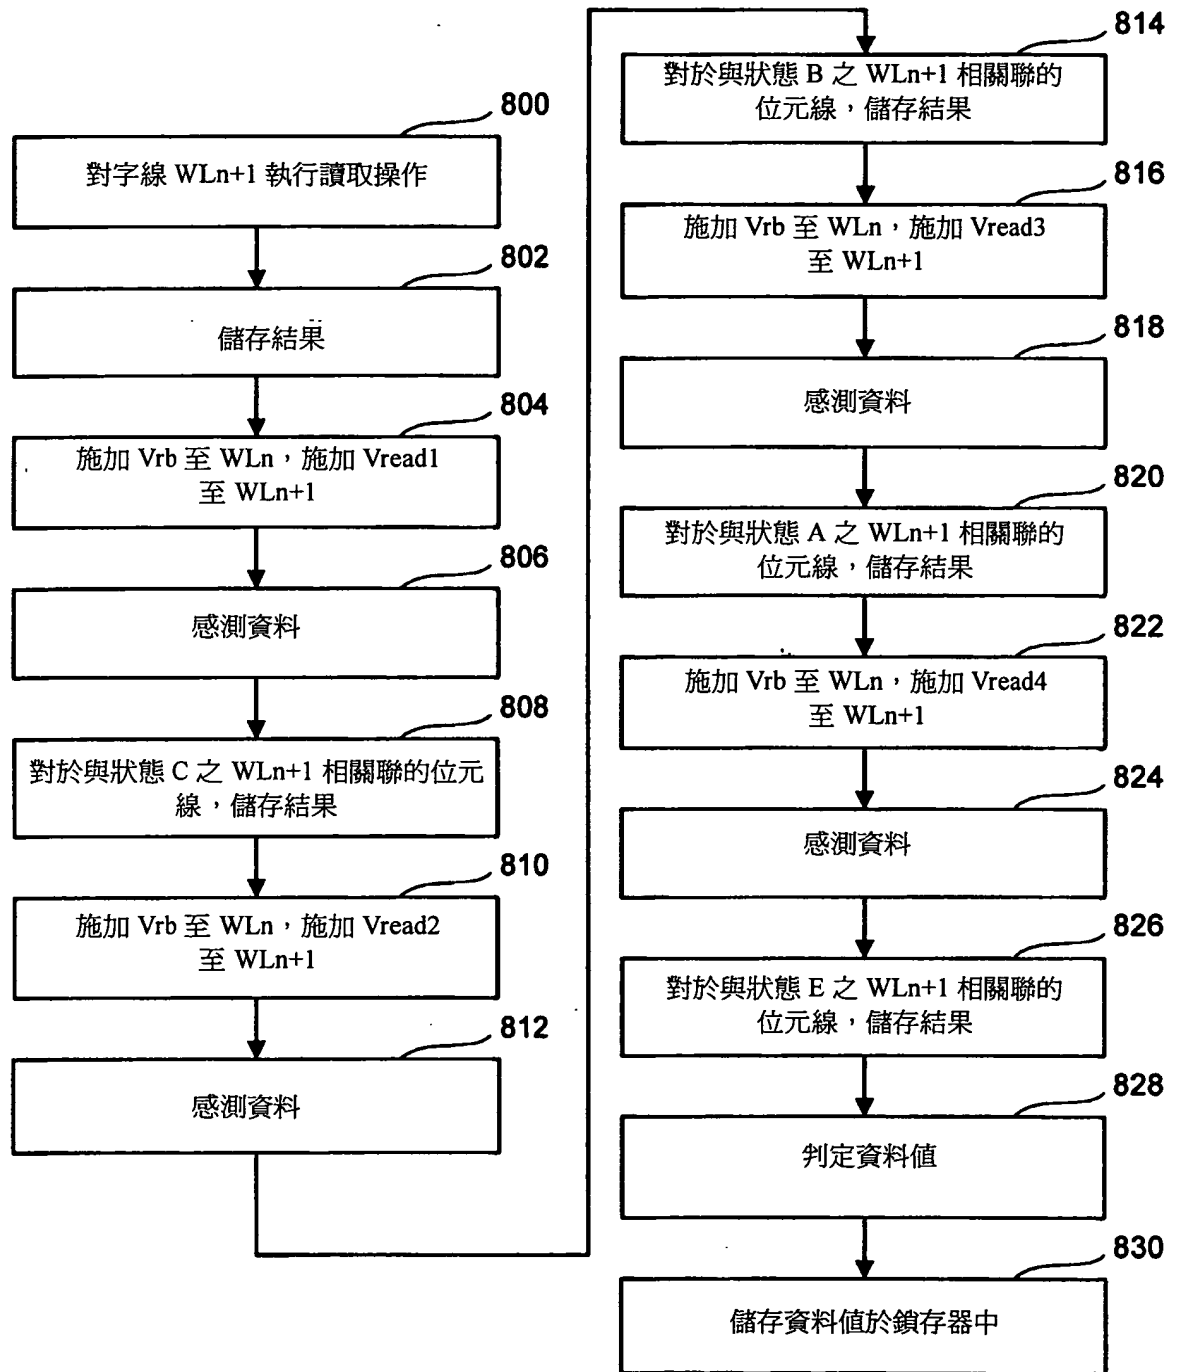 800
對字線 WLn+1 執行讀取操作
802
儲存結果
804
施加 Vrb 至 WLn，施加 Vread1
至 WLn+1
806
感測資料
808
對於與狀態 C 之 WLn+1 相關聯的位元
線，儲存結果
810
施加 Vrb 至 WLn，施加 Vread2
至 WLn+1
812
感測資料
814
對於與狀態 B 之 WLn+1 相關聯的
位元線，儲存結果
816
施加 Vrb 至 WLn，施加 Vread3
至 WLn+1
818
感測資料
820
對於與狀態 A 之 WLn+1 相關聯的
位元線，儲存結果
822
施加 Vrb 至 WLn，施加 Vread4
至 WLn+1
824
感測資料
826
對於與狀態 E 之 WLn+1 相關聯的
位元線，儲存結果
828
判定資料值
830
儲存資料值於鎖存器中